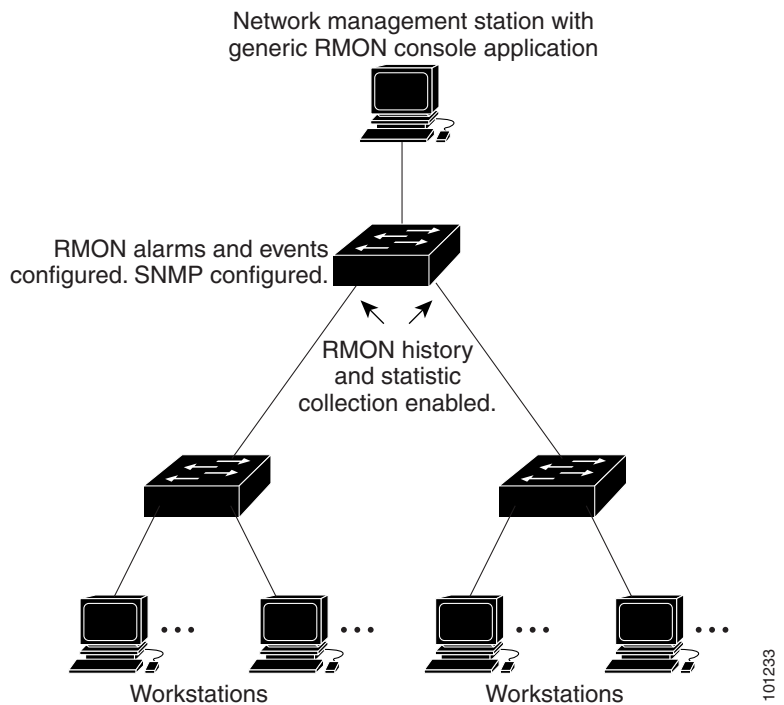 Network management station with
generic RMON console application
RMON alarms and events
configured. SNMP configured.
RMON history
and statistic
collection enabled.
Workstations
Workstations
101233